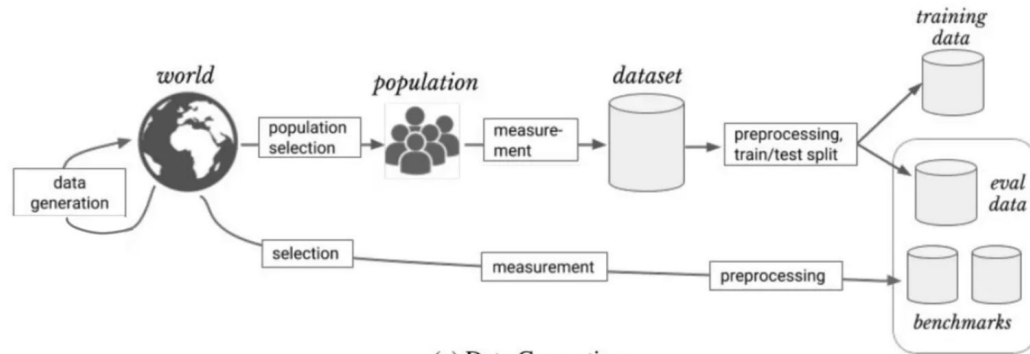 training
data
world
population
dataset
population
selection
measure-
ment
preprocessing,
train/test split
data
generation
eval
data
selection
measurement
preprocessing
benchmarks